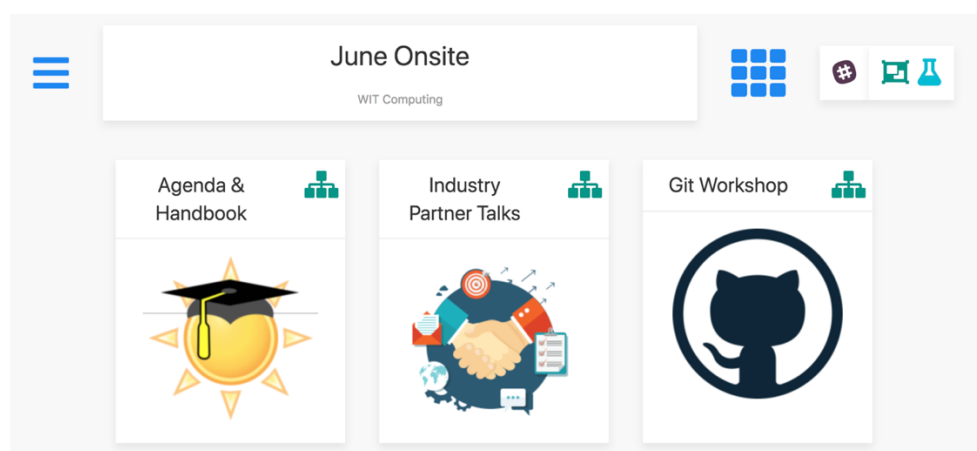 June Onsite
WIT Computing
Agenda &
Handbook
Industry
Partner Talks
Git Workshop